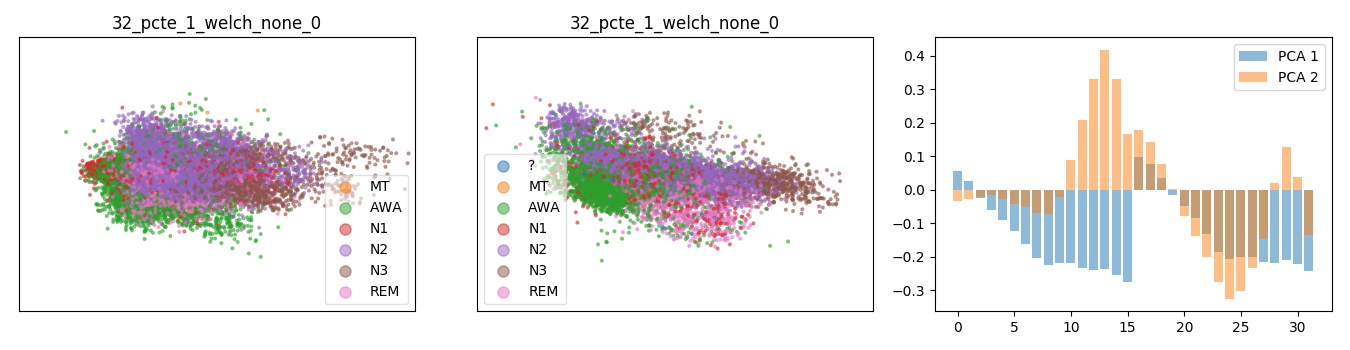 32_pcte_1_welch_none_0
MT
AWA
N1
N2
N3
REM
32_pcte_1_welch_none_0
?
MT
AWA
N1
N2
N3
REM
PCA 1
PCA 2
0.4
0.3
0.2
0.1
0.0
−0.1
−0.2
−0.3
0 5 10 15 20 25 30